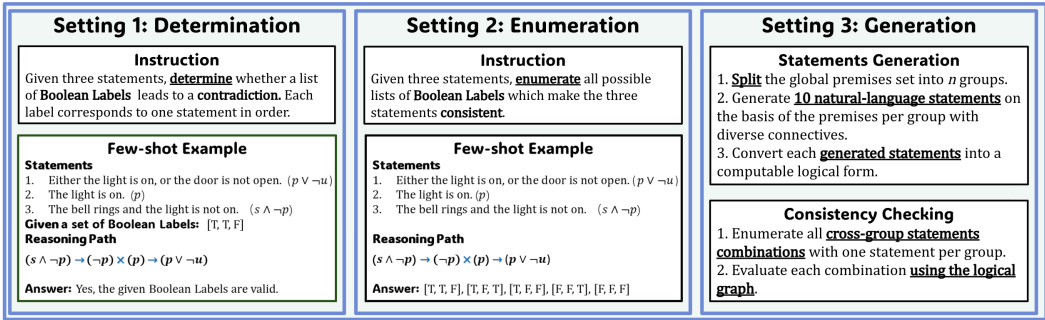 Setting 1: Determination
Instruction
Given three statements, determine whether a list
of Boolean Labels leads to a contradiction. Each
label corresponds to one statement in order.
Few-shot Example
Statements
1. Either the light is on, or the door is not open. (p ∨ ¬u)
2. The light is on. (p)
3. The bell rings and the light is not on. (s ∧ ¬p)
Given a set of Boolean Labels: [T, T, F]
Reasoning Path
(s ∧ ¬p) → (¬p) × (p) → (p ∨ ¬u)
Answer: Yes, the given Boolean Labels are valid.
Setting 2: Enumeration
Instruction
Given three statements, enumerate all possible
lists of Boolean Labels which make the three
statements consistent.
Few-shot Example
Statements
1. Either the light is on, or the door is not open. (p ∨ ¬u)
2. The light is on. (p)
3. The bell rings and the light is not on. (s ∧ ¬p)
Reasoning Path
(s ∧ ¬p) → (¬p) × (p) → (p ∨ ¬u)
Answer: [T, T, F], [T, F, T], [T, F, F], [F, F, T], [F, F, F]
Setting 3: Generation
Statements Generation
1. Split the global premises set into n groups.
2. Generate 10 natural-language statements on
the basis of the premises per group with
diverse connectives.
3. Convert each generated statements into a
computable logical form.
Consistency Checking
1. Enumerate all cross-group statements
combinations with one statement per group.
2. Evaluate each combination using the logical
graph.